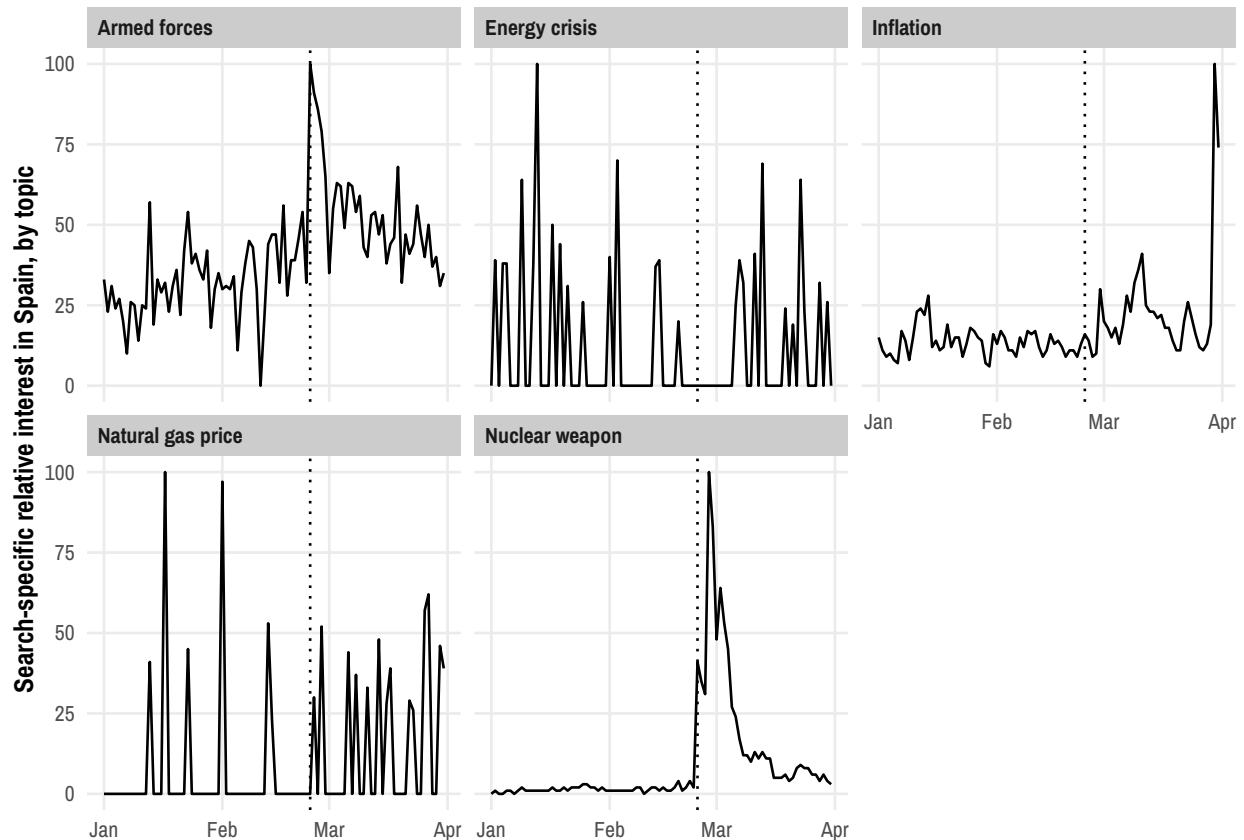 Armed forces
Energy crisis
Inflation
Search-specific relative interest in Spain, by topic
100
75
50
25
0
Jan
Feb
Mar
Apr
Natural gas price
Nuclear weapon
100
75
50
25
0
Jan
Feb
Mar
Apr
Jan
Feb
Mar
Apr